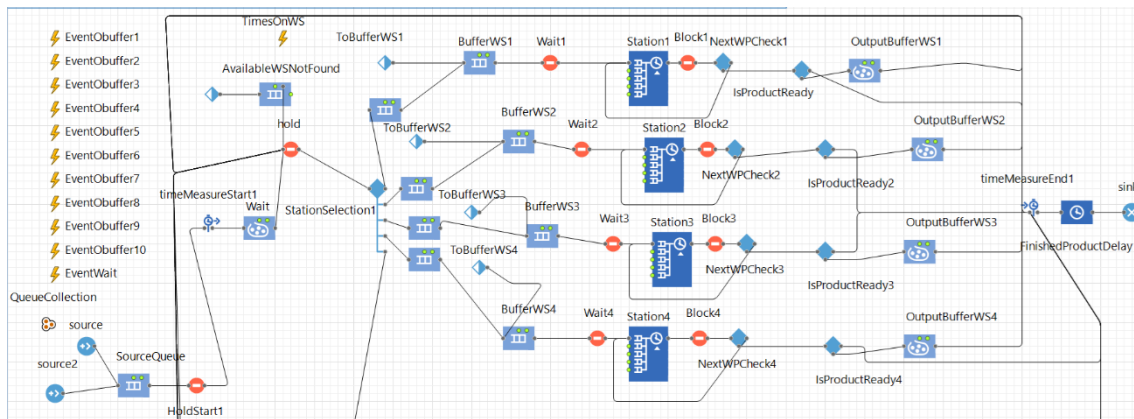 EventObuffer1
EventObuffer2
EventObuffer3
EventObuffer4
EventObuffer5
EventObuffer6
EventObuffer7
EventObuffer8
EventObuffer9
EventObuffer10
EventWait
QueueCollection
source
source2
SourceQueue
HoldStart1
timeMeasureStart1
Wait
TimesOnWS
AvailableWSNotFound
hold
StationSelection1
ToBufferWS1
BufferWS1
Wait1
Station1
Block1
NextWPCheck1
IsProductReady
OutputBufferWS1
ToBufferWS2
BufferWS2
Wait2
Station2
Block2
NextWPCheck2
IsProductReady2
OutputBufferWS2
ToBufferWS3
BufferWS3
Wait3
Station3
Block3
NextWPCheck3
IsProductReady3
OutputBufferWS3
ToBufferWS4
BufferWS4
Wait4
Station4
Block4
NextWPCheck4
IsProductReady4
OutputBufferWS4
timeMeasureEnd1
FinishedProductDelay
sin